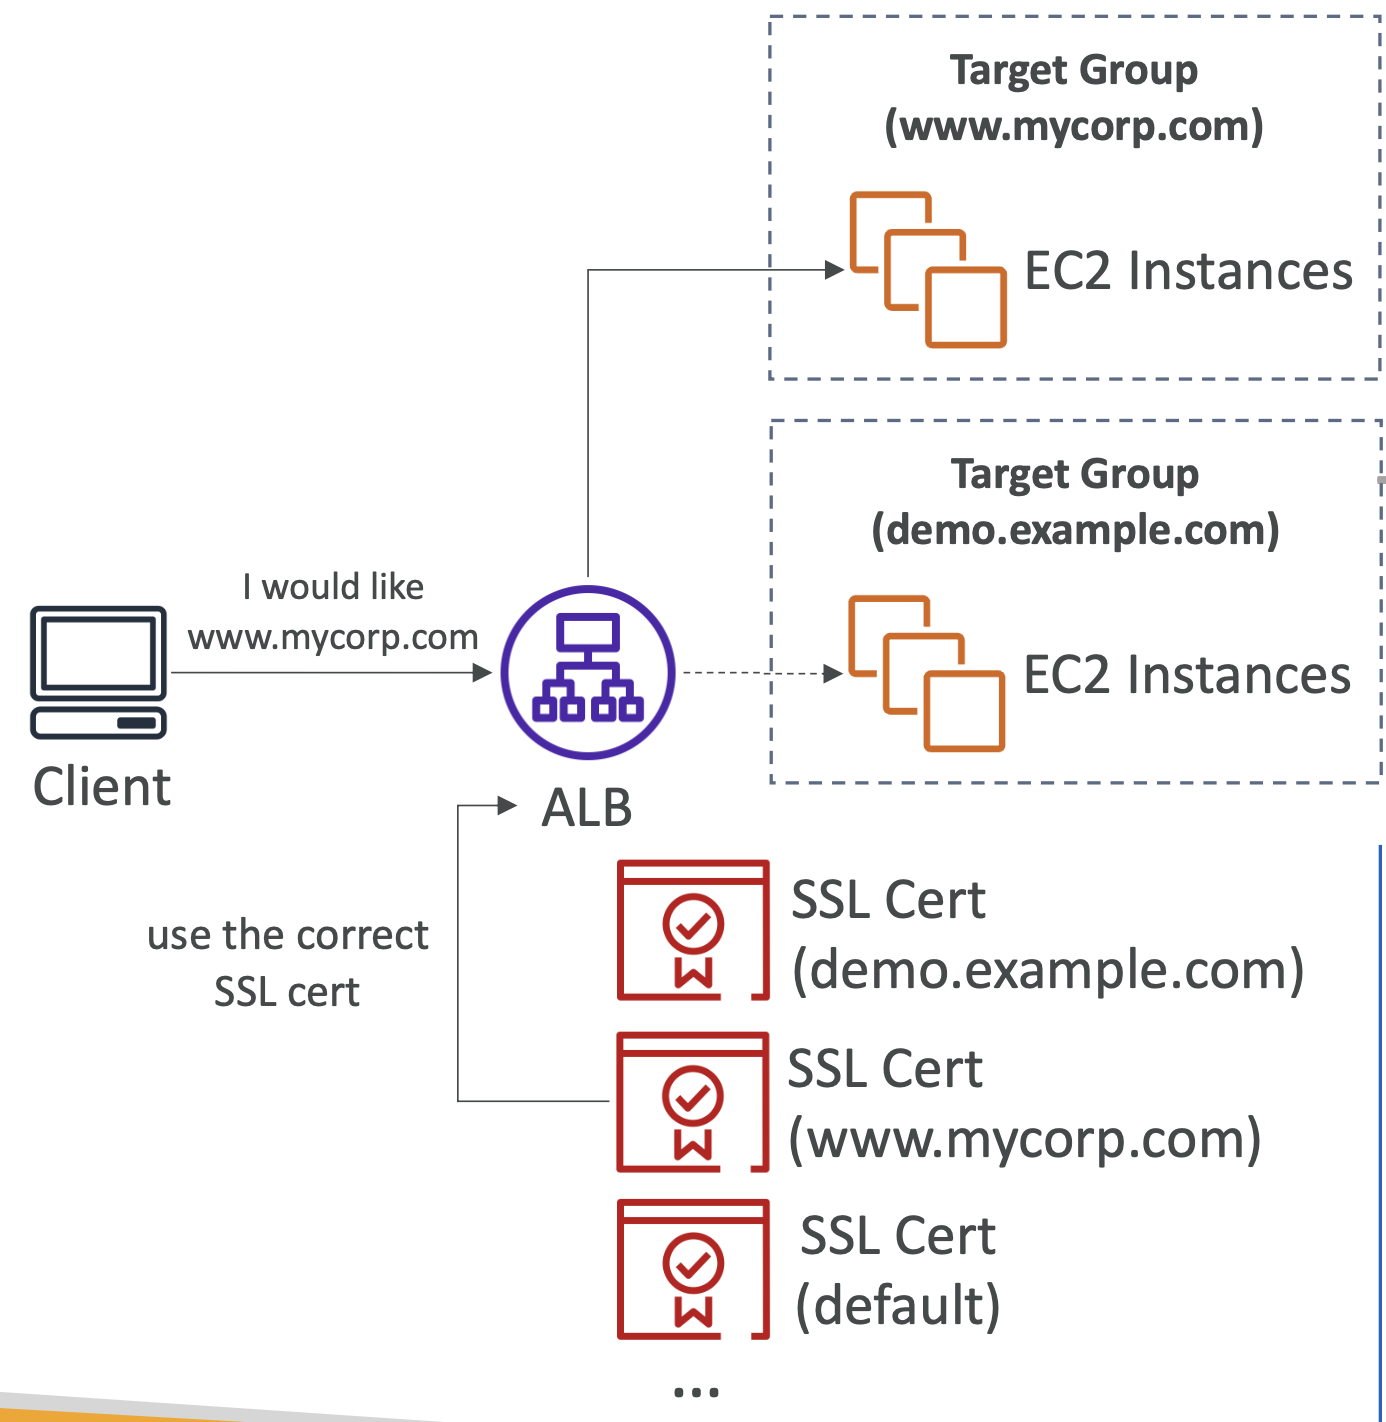 Target Group
(www.mycorp.com)
EC2 Instances
Target Group
(demo.example.com)
EC2 Instances
I would like
www.mycorp.com
Client
ALB
use the correct
SSL cert
SSL Cert
(demo.example.com)
SSL Cert
(www.mycorp.com)
SSL Cert
(default)
...